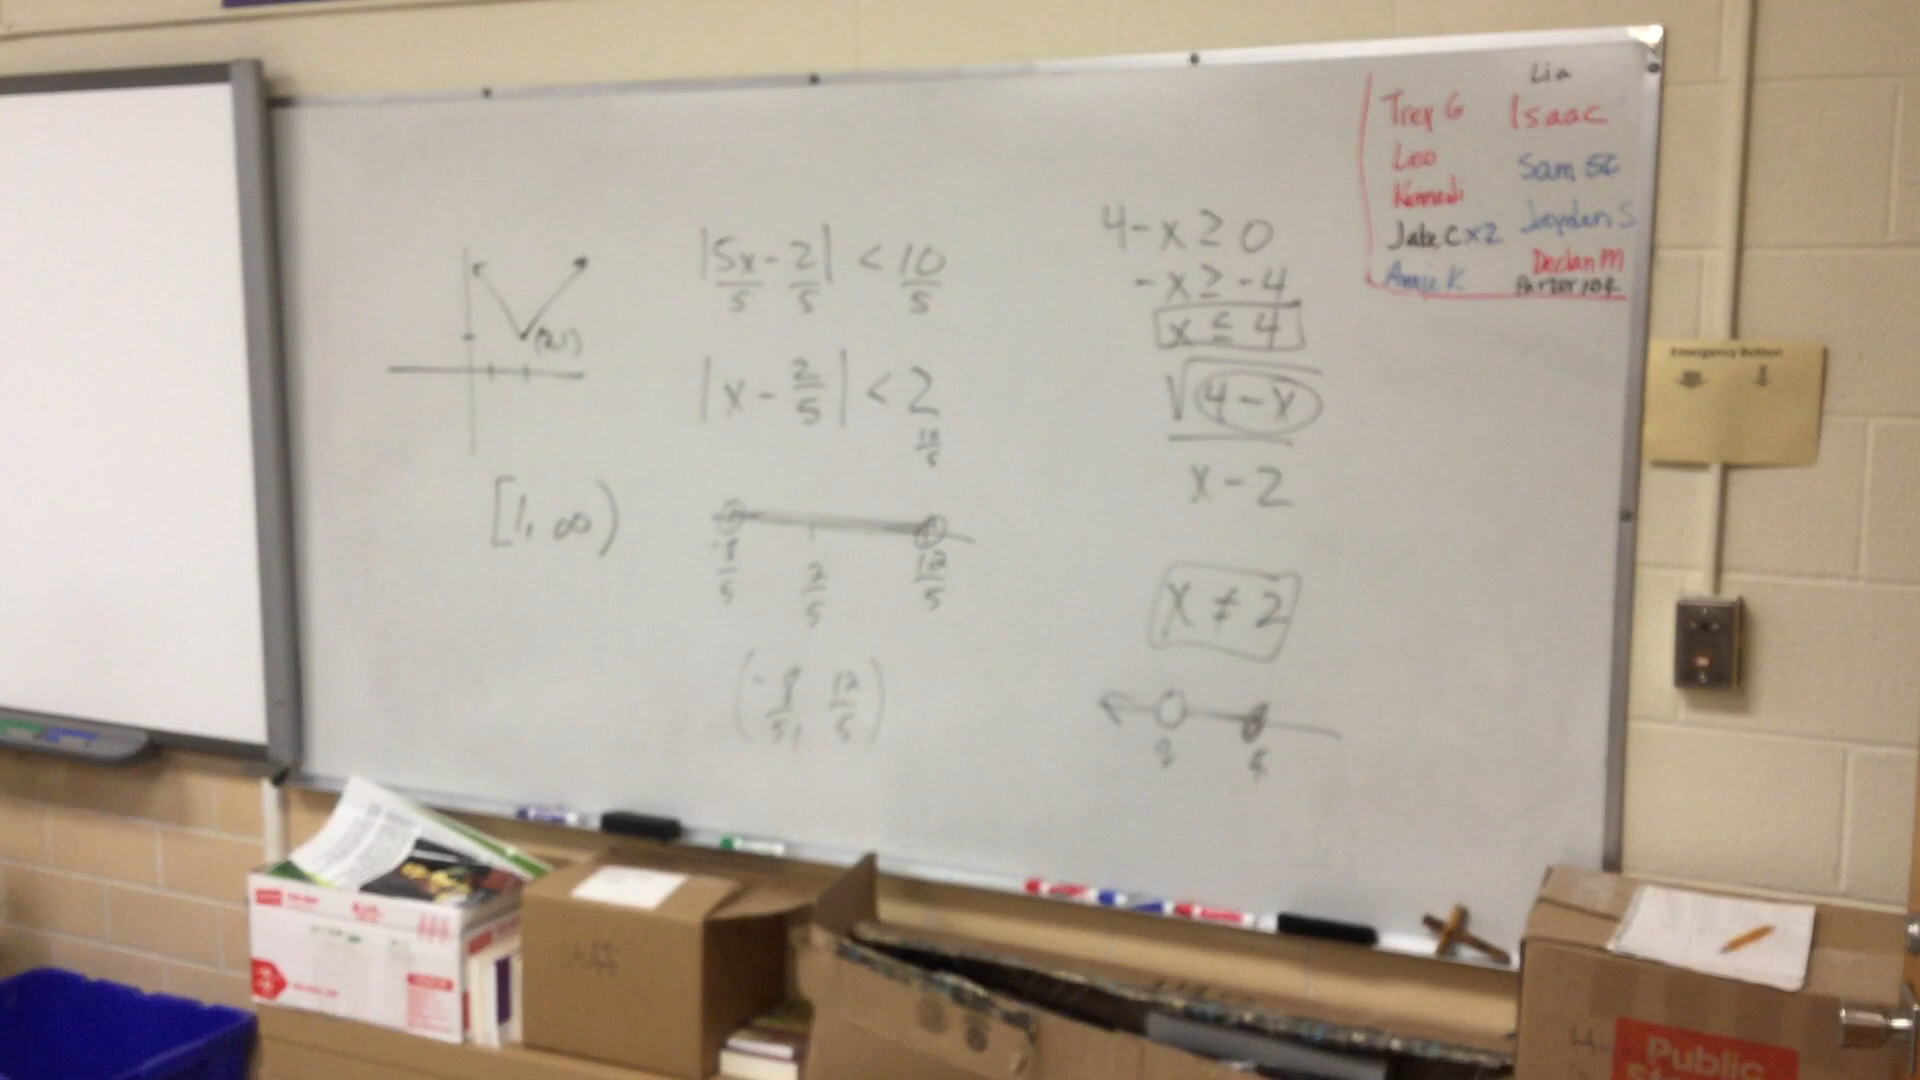 (2,1)
[1, ∞)
|5x/5 - 2/5| < 10/5
|x - 2/5| < 2
10/5
-8/5 2/5 12/5
(-8/5, 12/5)
4-x ≥ 0
-x ≥ -4
x ≤ 4
√4-x
x-2
x ≠ 2
2 4
Lia
Trey G Isaac
Leo Sam SC
Kennedi
Jake C x2 Jayden S
Annie K Declan M
Emergency Button
Public